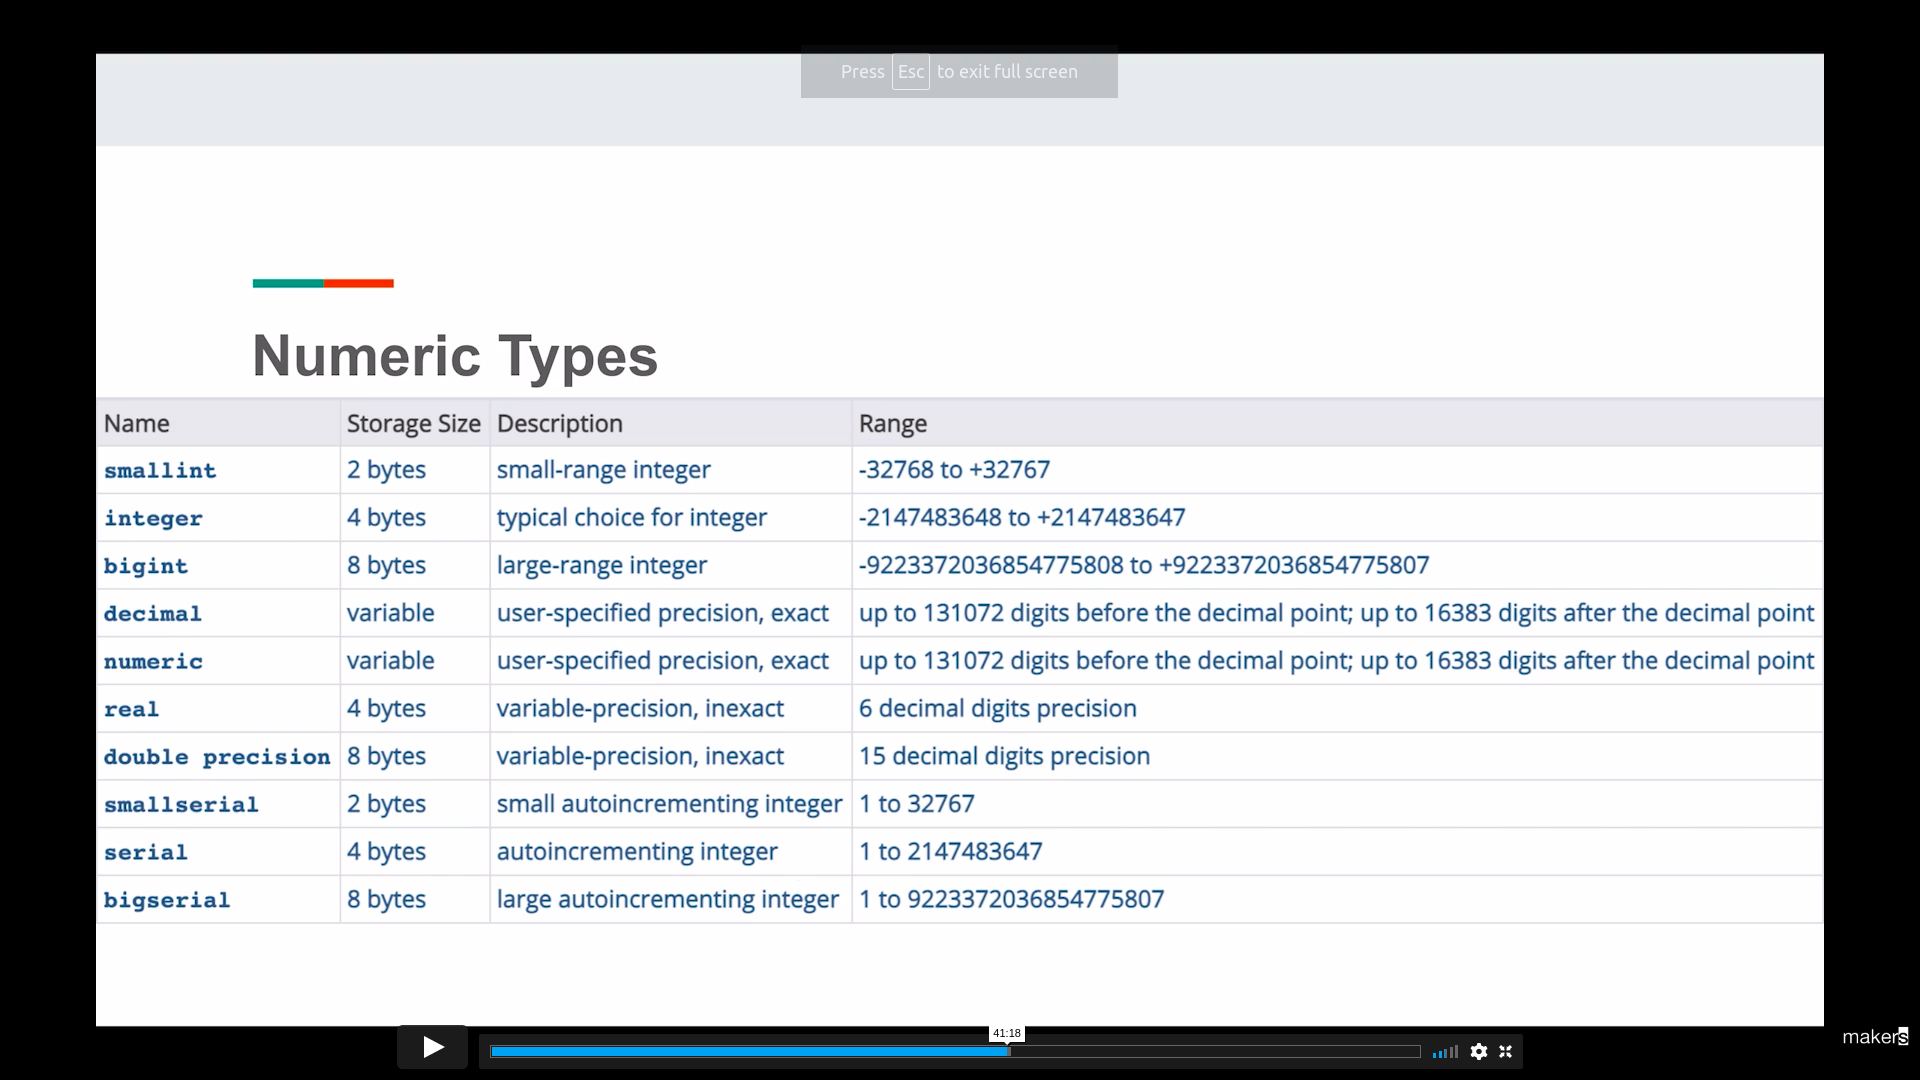 Press Esc to exit full screen
Numeric Types
Name Storage Size Description Range
smallint 2 bytes small-range integer -32768 to +32767
integer 4 bytes typical choice for integer -2147483648 to +2147483647
bigint 8 bytes large-range integer -9223372036854775808 to +9223372036854775807
decimal variable user-specified precision, exact up to 131072 digits before the decimal point; up to 16383 digits after the decimal point
numeric variable user-specified precision, exact up to 131072 digits before the decimal point; up to 16383 digits after the decimal point
real 4 bytes variable-precision, inexact 6 decimal digits precision
double precision 8 bytes variable-precision, inexact 15 decimal digits precision
smallserial 2 bytes small autoincrementing integer 1 to 32767
serial 4 bytes autoincrementing integer 1 to 2147483647
bigserial 8 bytes large autoincrementing integer 1 to 9223372036854775807
41:18
makers